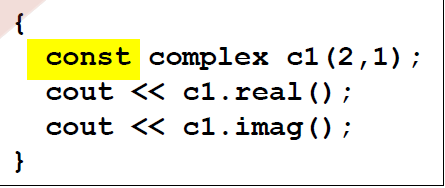 {
const complex c1(2,1);
cout << c1.real();
cout << c1.imag();
}